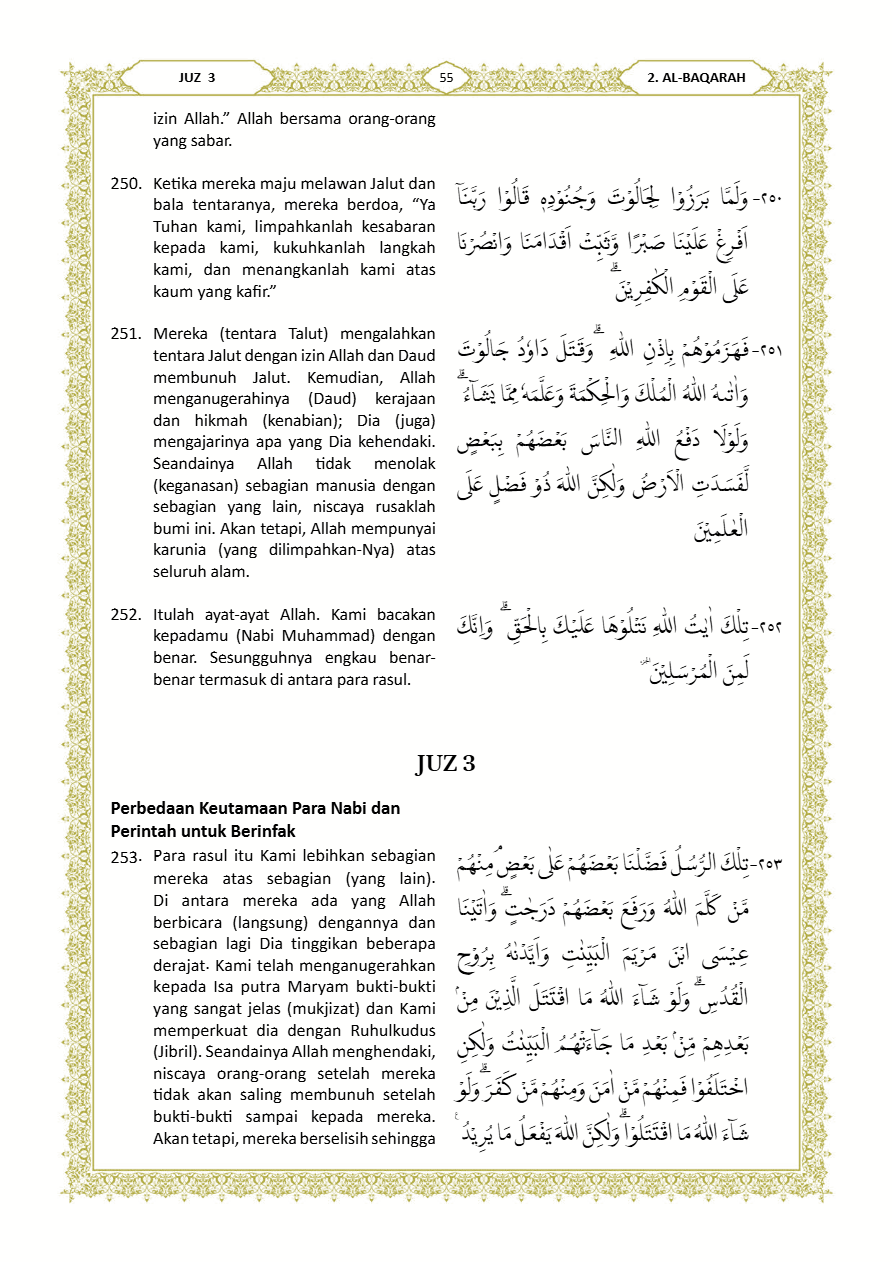 JUZ 3
55
2. AL-BAQARAH
izin Allah.” Allah bersama orang-orang
yang sabar.
250. Ketika mereka maju melawan Jalut dan
bala tentaranya, mereka berdoa, “Ya
Tuhan kami, limpahkanlah kesabaran
kepada kami, kukuhkanlah langkah
kami, dan menangkanlah kami atas
kaum yang kafir.”
٢٥٠- وَلَمَّا بَرَزُوْا لِجَالُوْتَ وَجُنُوْدِهٖ قَالُوْا رَبَّنَآ
اَفْرِغْ عَلَيْنَا صَبْرًا وَّثَبِّتْ اَقْدَامَنَا وَانْصُرْنَا
عَلَى الْقَوْمِ الْكٰفِرِيْنَۗ
251. Mereka (tentara Talut) mengalahkan
tentara Jalut dengan izin Allah dan Daud
membunuh Jalut. Kemudian, Allah
menganugerahinya (Daud) kerajaan
dan hikmah (kenabian); Dia (juga)
mengajarinya apa yang Dia kehendaki.
Seandainya Allah tidak menolak
(keganasan) sebagian manusia dengan
sebagian yang lain, niscaya rusaklah
bumi ini. Akan tetapi, Allah mempunyai
karunia (yang dilimpahkan-Nya) atas
seluruh alam.
٢٥١- فَهَزَمُوْهُمْ بِاِذْنِ اللّٰهِ ۗوَقَتَلَ دَاوٗدُ جَالُوْتَ
وَاٰتٰىهُ اللّٰهُ الْمُلْكَ وَالْحِكْمَةَ وَعَلَّمَهٗ مِمَّا يَشَاۤءُ ۗ
وَلَوْلَا دَفْعُ اللّٰهِ النَّاسَ بَعْضَهُمْ بِبَعْضٍ
لَّفَسَدَتِ الْاَرْضُ وَلٰكِنَّ اللّٰهَ ذُوْ فَضْلٍ عَلَى
الْعٰلَمِيْنَ
252. Itulah ayat-ayat Allah. Kami bacakan
kepadamu (Nabi Muhammad) dengan
benar. Sesungguhnya engkau benar-
benar termasuk di antara para rasul.
٢٥٢- تِلْكَ اٰيٰتُ اللّٰهِ نَتْلُوْهَا عَلَيْكَ بِالْحَقِّ ۗ وَاِنَّكَ
لَمِنَ الْمُرْسَلِيْنَ ۔
JUZ 3
Perbedaan Keutamaan Para Nabi dan
Perintah untuk Berinfak
253. Para rasul itu Kami lebihkan sebagian
mereka atas sebagian (yang lain).
Di antara mereka ada yang Allah
berbicara (langsung) dengannya dan
sebagian lagi Dia tinggikan beberapa
derajat. Kami telah menganugerahkan
kepada Isa putra Maryam bukti-bukti
yang sangat jelas (mukjizat) dan Kami
memperkuat dia dengan Ruhulkudus
(Jibril). Seandainya Allah menghendaki,
niscaya orang-orang setelah mereka
tidak akan saling membunuh setelah
bukti-bukti sampai kepada mereka.
Akan tetapi, mereka berselisih sehingga
٢٥٣- تِلْكَ الرُّسُلُ فَضَّلْنَا بَعْضَهُمْ عَلٰى بَعْضٍۘ مِنْهُمْ
مَّنْ كَلَّمَ اللّٰهُ وَرَفَعَ بَعْضَهُمْ دَرَجٰتٍۗ وَاٰتَيْنَا
عِيْسَى ابْنَ مَرْيَمَ الْبَيِّنٰتِ وَاَيَّدْنٰهُ بِرُوْحِ
الْقُدُسِۗ وَلَوْ شَاۤءَ اللّٰهُ مَا اقْتَتَلَ الَّذِيْنَ مِنْۢ
بَعْدِهِمْ مِّنْۢ بَعْدِ مَا جَاۤءَتْهُمُ الْبَيِّنٰتُ وَلٰكِنِ
اخْتَلَفُوْا فَمِنْهُمْ مَّنْ اٰمَنَ وَمِنْهُمْ مَّنْ كَفَرَ ۗوَلَوْ
شَاۤءَ اللّٰهُ مَا اقْتَتَلُوْاۗ وَلٰكِنَّ اللّٰهَ يَفْعَلُ مَا يُرِيْدُ ࣖ